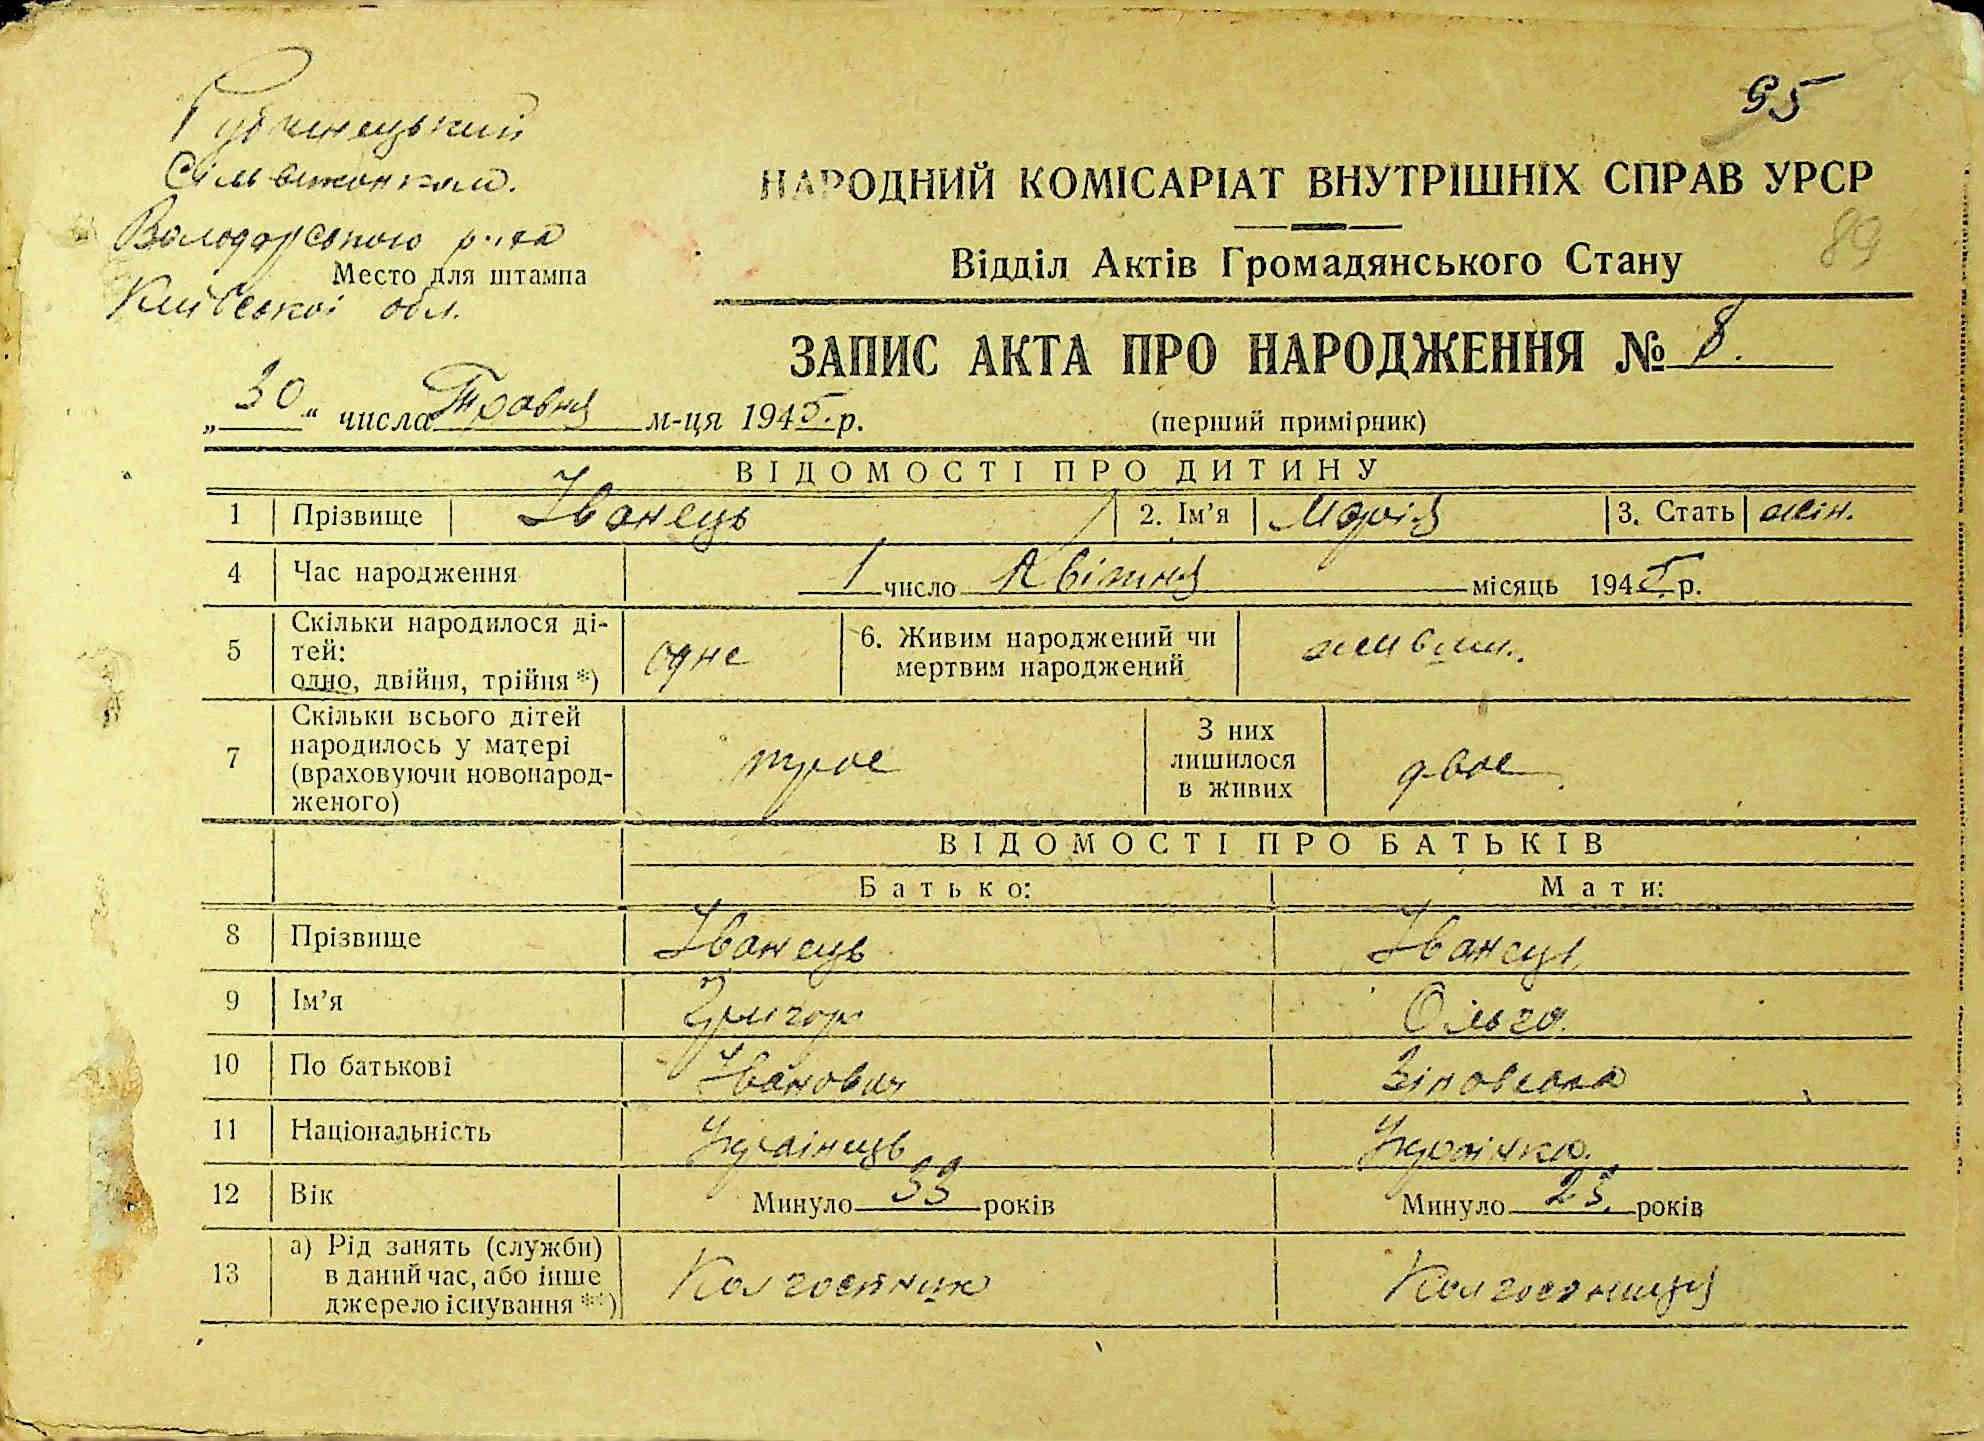 95
Сільвиконком.
Володарського р-на
Київської обл.
Место для штампа
НАРОДНИЙ КОМІСАРІАТ ВНУТРІШНІХ СПРАВ УРСР
89
Відділ Актів Громадянського Стану
ЗАПИС АКТА ПРО НАРОДЖЕННЯ № 8.
„30“ числа Травня м-ця 1945. р.
(перший примірник)
ВІДОМОСТІ ПРО ДИТИНУ
1 Прізвище Іванець 2. Ім’я Марія 3. Стать жін.
4 Час народження 1 число Квітня місяць 1945. р.
5 Скільки народилося ді-
тей:
одно, двійня, трійня *) одне 6. Живим народжений чи
мертвим народжений живим.
7 Скільки всього дітей
народилось у матері
(враховуючи новонарод-
женого) троє З них
лишилося
в живих двоє
ВІДОМОСТІ ПРО БАТЬКІВ
Батько: Мати:
8 Прізвище Іванець Іванець
9 Ім’я Григор Ольга.
10 По батькові Іванович
11 Національність Українець Українка.
12 Вік Минуло 33 років Минуло 23. років
13 а) Рід занять (служби)
в даний час, або інше
джерело існування **) Колгоспник Колгоспниця